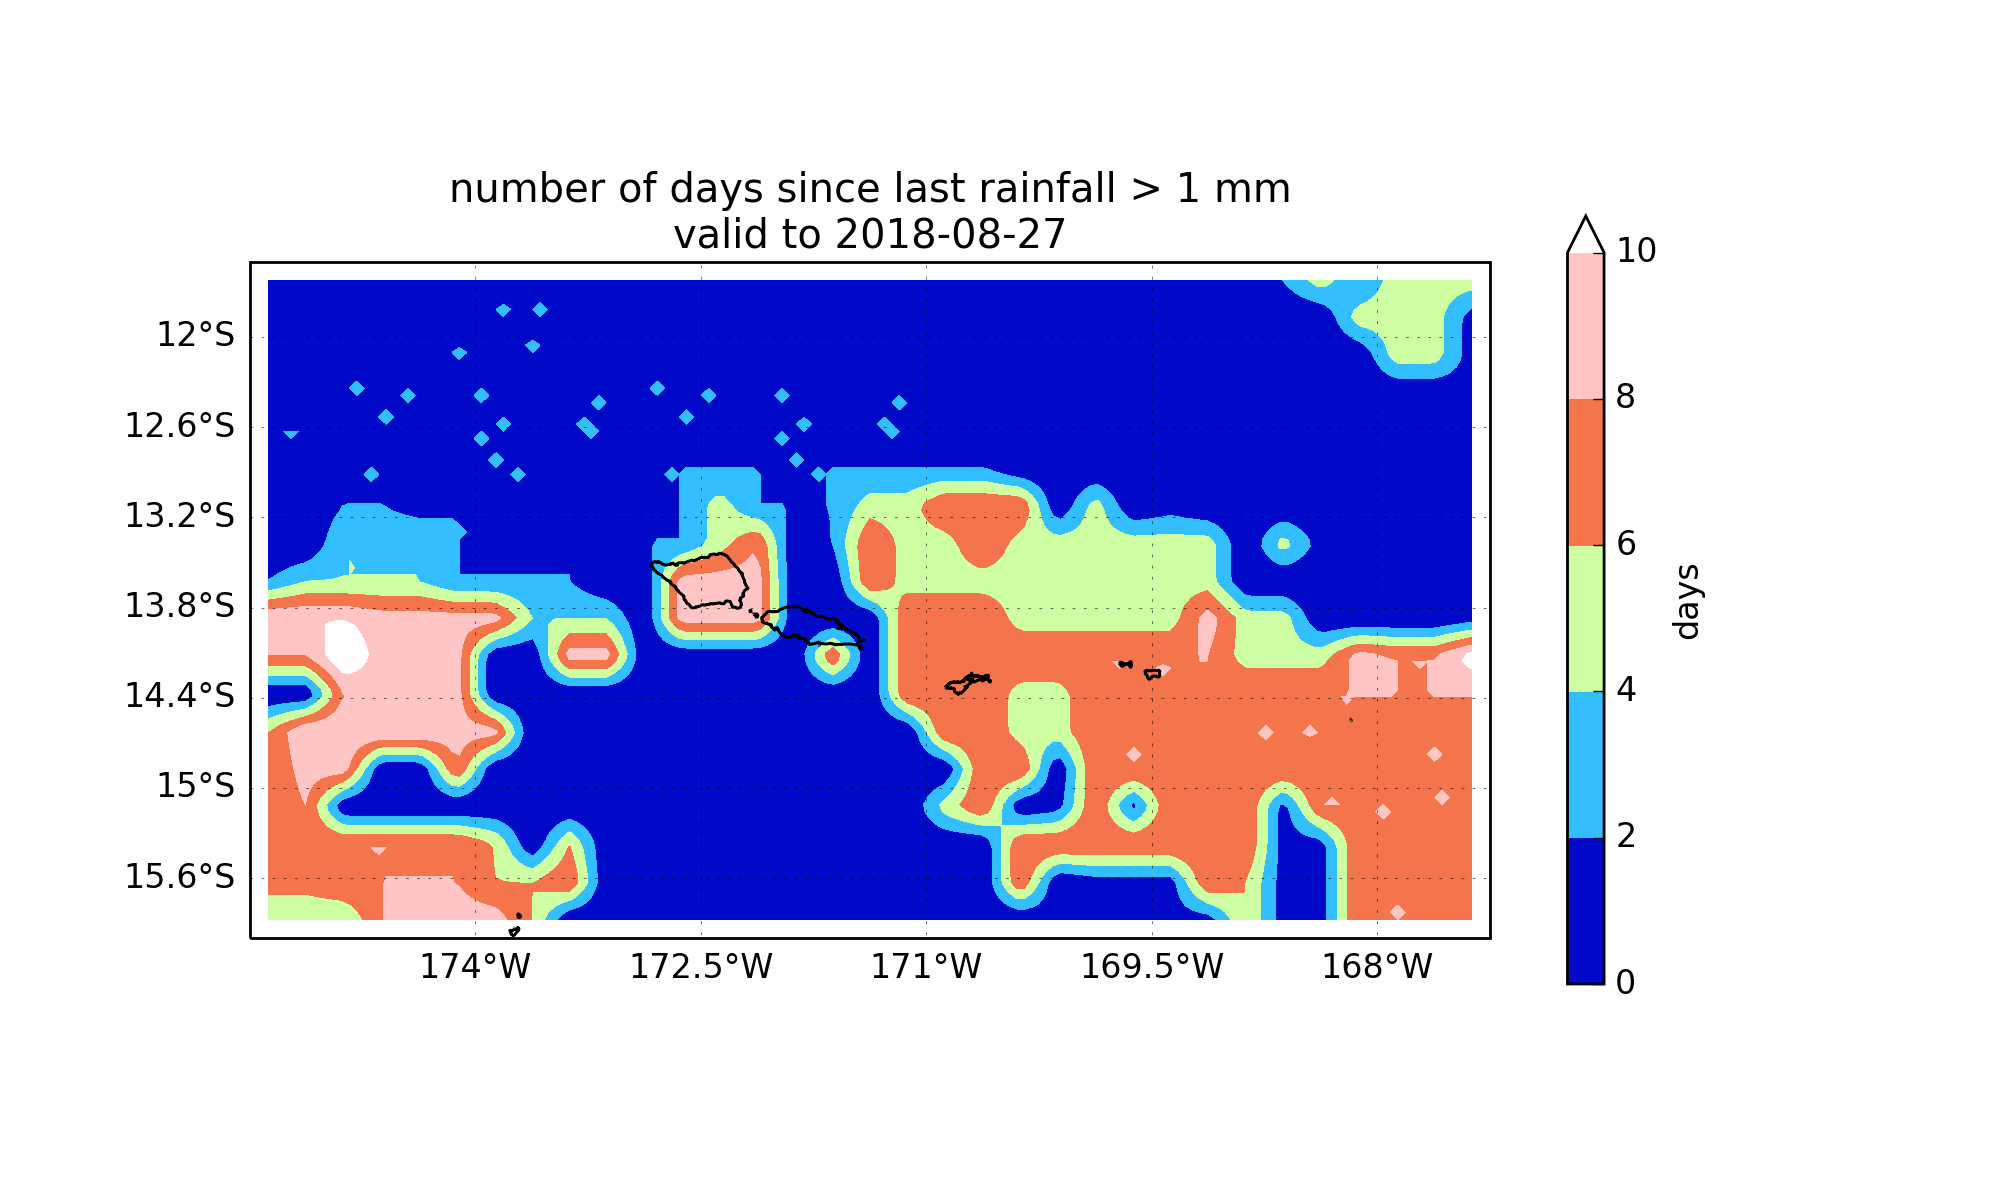 number of days since last rainfall > 1 mm
valid to 2018-08-27
12°S
12.6°S
13.2°S
13.8°S
14.4°S
15°S
15.6°S
174°W
172.5°W
171°W
169.5°W
168°W
10
8
6
4
2
0
days